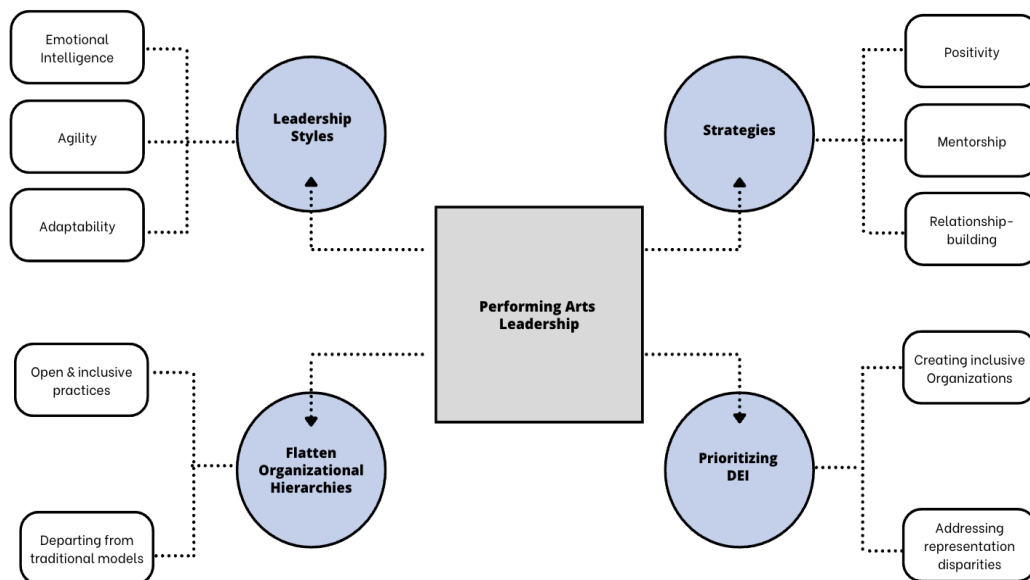 Emotional
Intelligence
Agility
Adaptability
Leadership
Styles
Strategies
Positivity
Mentorship
Relationship-
building
Performing Arts
Leadership
Open & inclusive
practices
Departing from
traditional models
Flatten
Organizational
Hierarchies
Prioritizing
DEI
Creating inclusive
Organizations
Addressing
representation
disparities